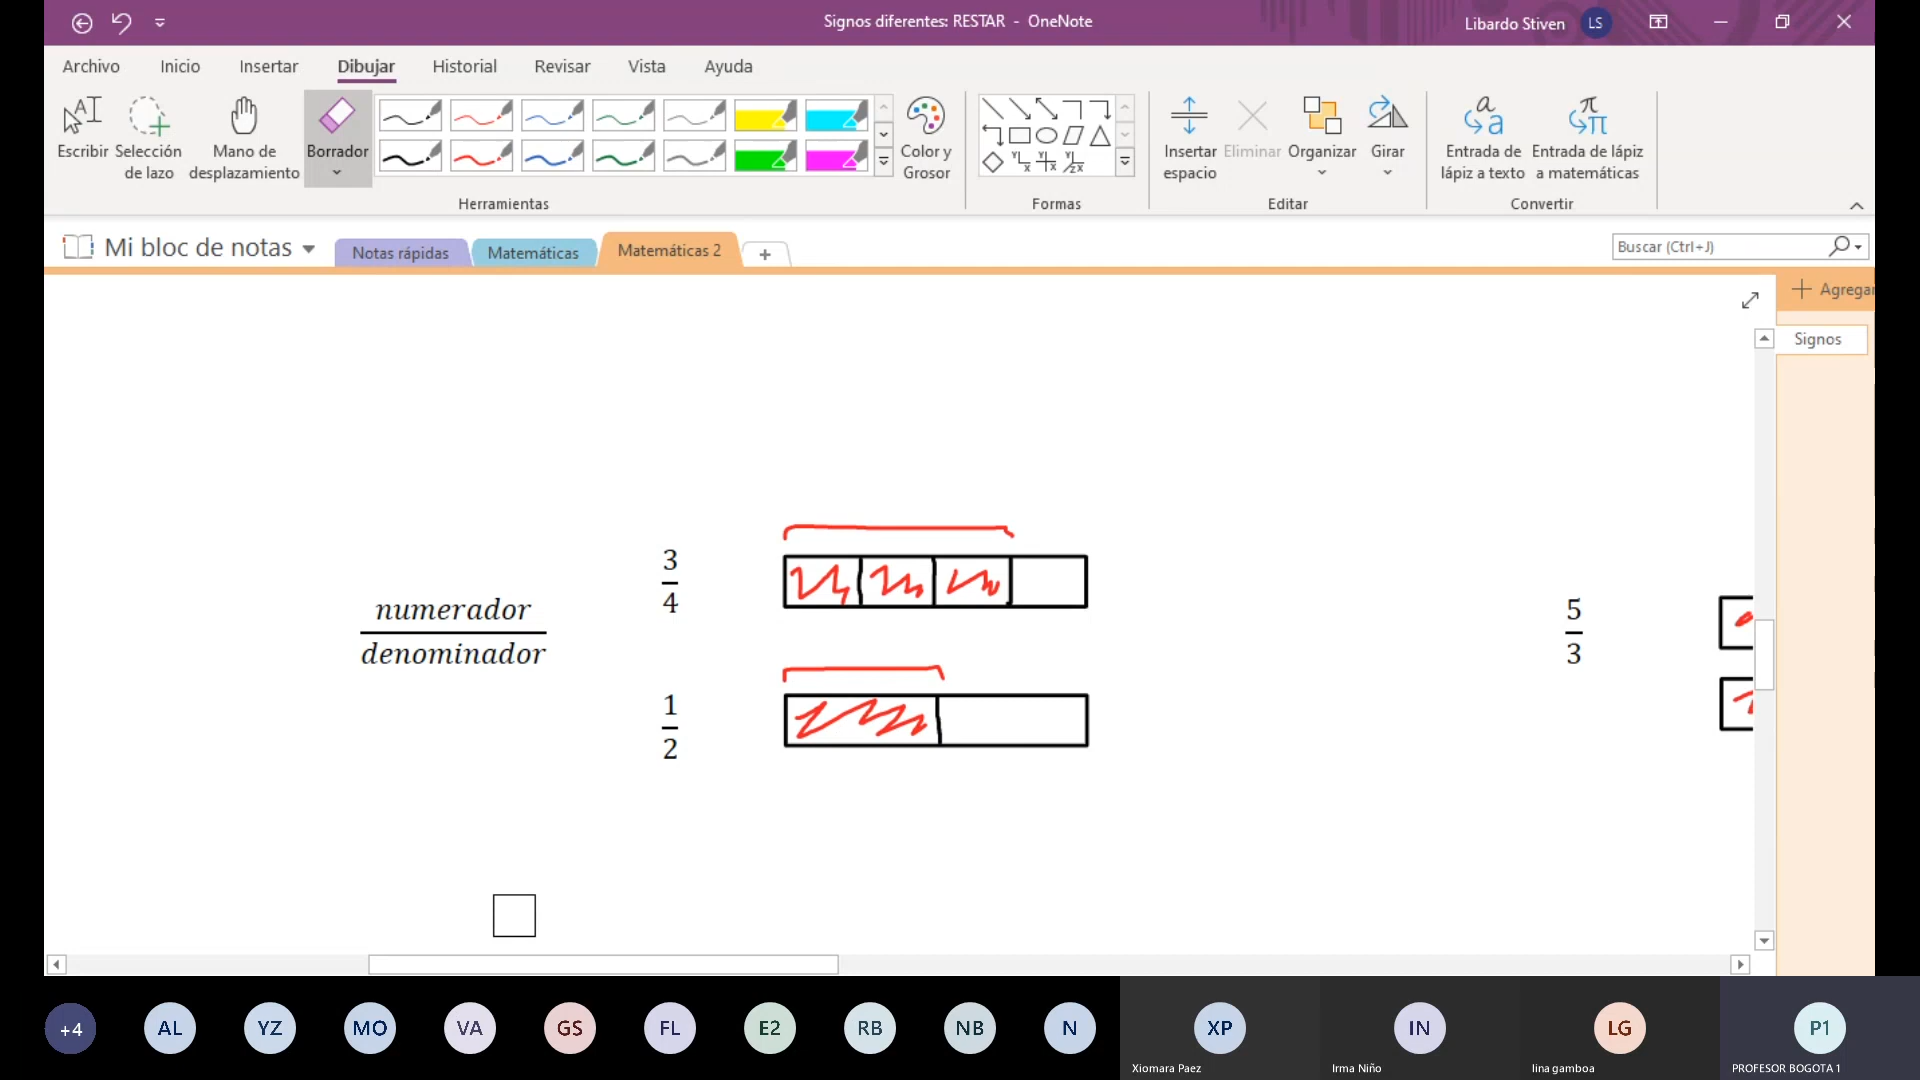 Signos diferentes: RESTAR - OneNote
Libardo Stiven
LS
Archivo
Inicio
Insertar
Dibujar
Historial
Revisar
Vista
Ayuda
Escribir
Selección de lazo
Mano de desplazamiento
Borrador
Color y Grosor
Insertar espacio
Eliminar
Organizar
Girar
Entrada de lápiz a texto
Entrada de lápiz a matemáticas
Herramientas
Formas
Editar
Convertir
Mi bloc de notas
Notas rápidas
Matemáticas
Matemáticas 2
Buscar (Ctrl+J)
Agregar
Signos
numerador
denominador
3
4
1
2
5
3
+4
AL
YZ
MO
VA
GS
FL
E2
RB
NB
N
XP
Xiomara Paez
IN
Irma Niño
LG
lina gamboa
P1
PROFESOR BOGOTA 1